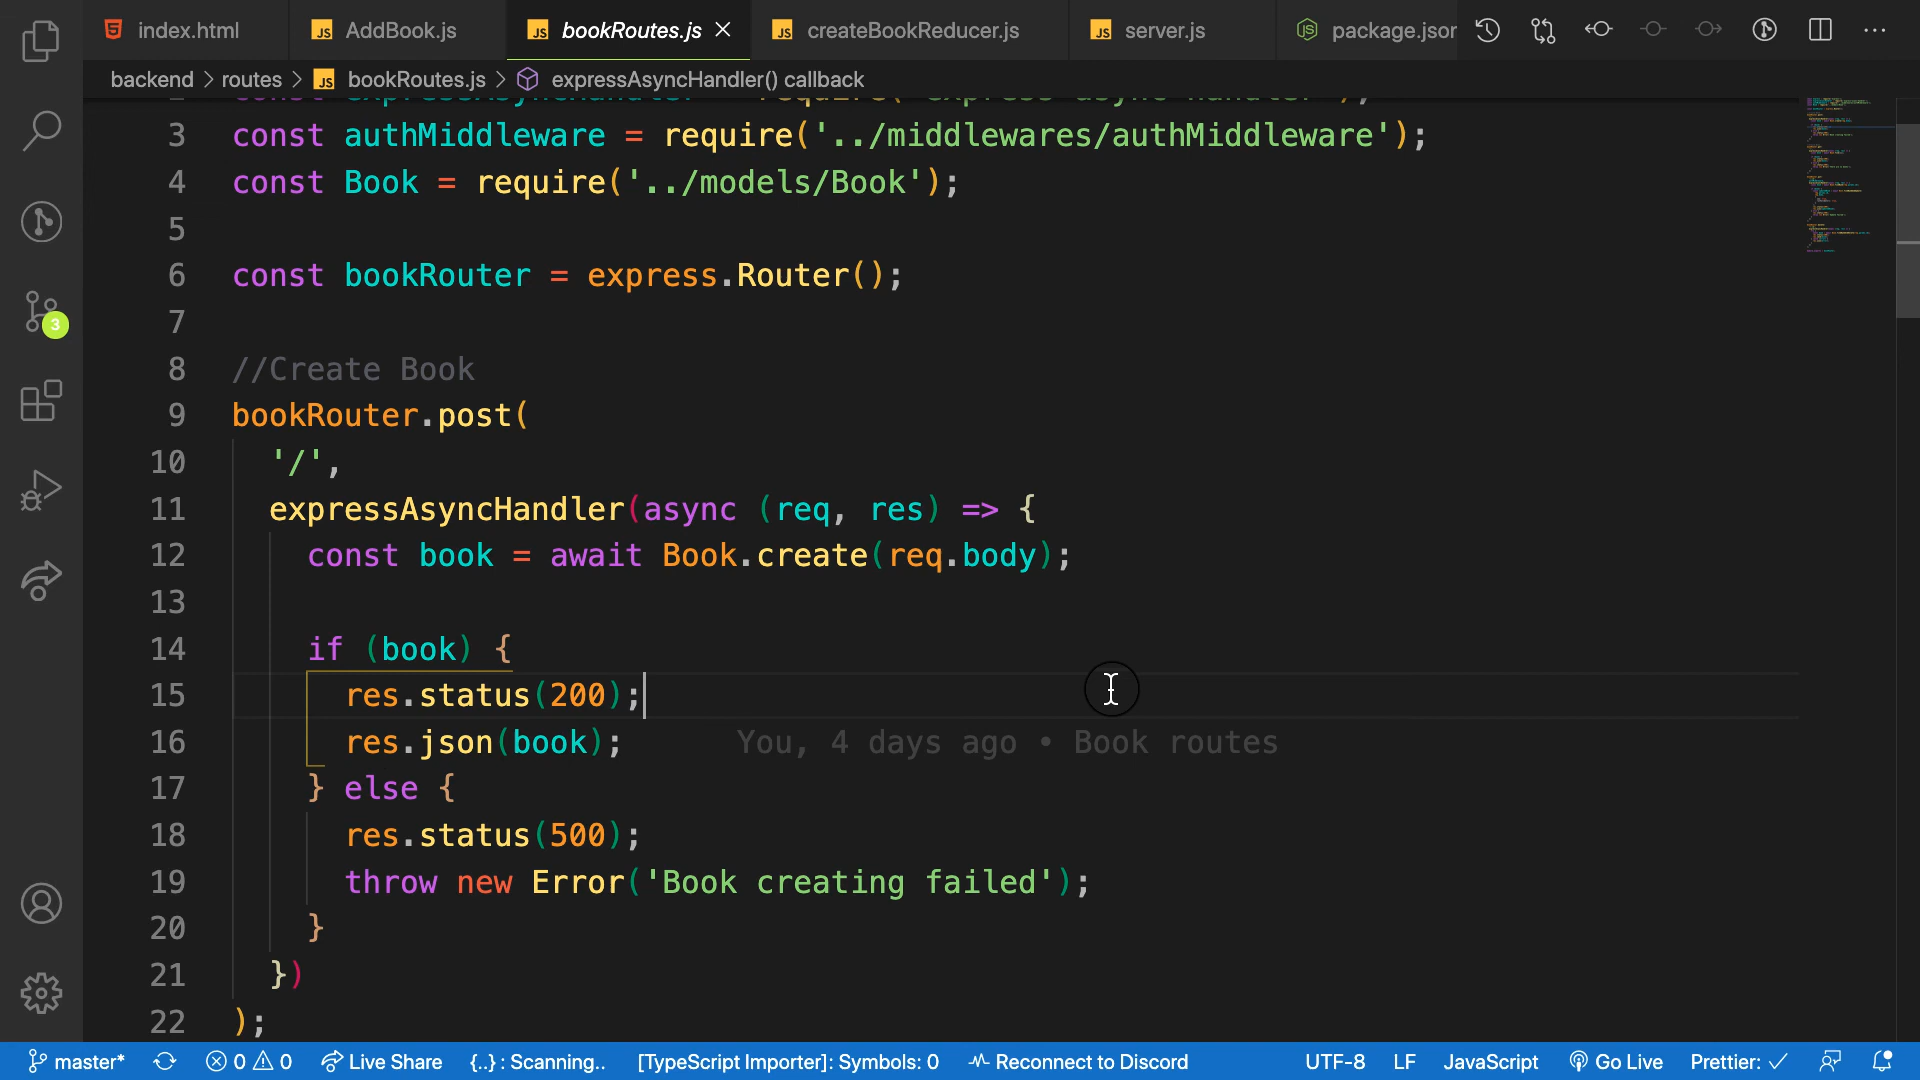 index.html
AddBook.js
bookRoutes.js
createBookReducer.js
server.js
package.jsor
backend > routes > JS bookRoutes.js > expressAsyncHandler() callback
3 const authMiddleware = require('../middlewares/authMiddleware');
4 const Book = require('../models/Book');
5
6 const bookRouter = express.Router();
7
8 //Create Book
9 bookRouter.post(
10 '/',
11 expressAsyncHandler(async (req, res) => {
12 const book = await Book.create(req.body);
13
14 if (book) {
15 res.status(200);
16 res.json(book); You, 4 days ago • Book routes
17 } else {
18 res.status(500);
19 throw new Error('Book creating failed');
20 }
21 })
22 );
3
master* 0 0 Live Share {..} : Scanning.. [TypeScript Importer]: Symbols: 0 Reconnect to Discord UTF-8 LF JavaScript Go Live Prettier: ✓